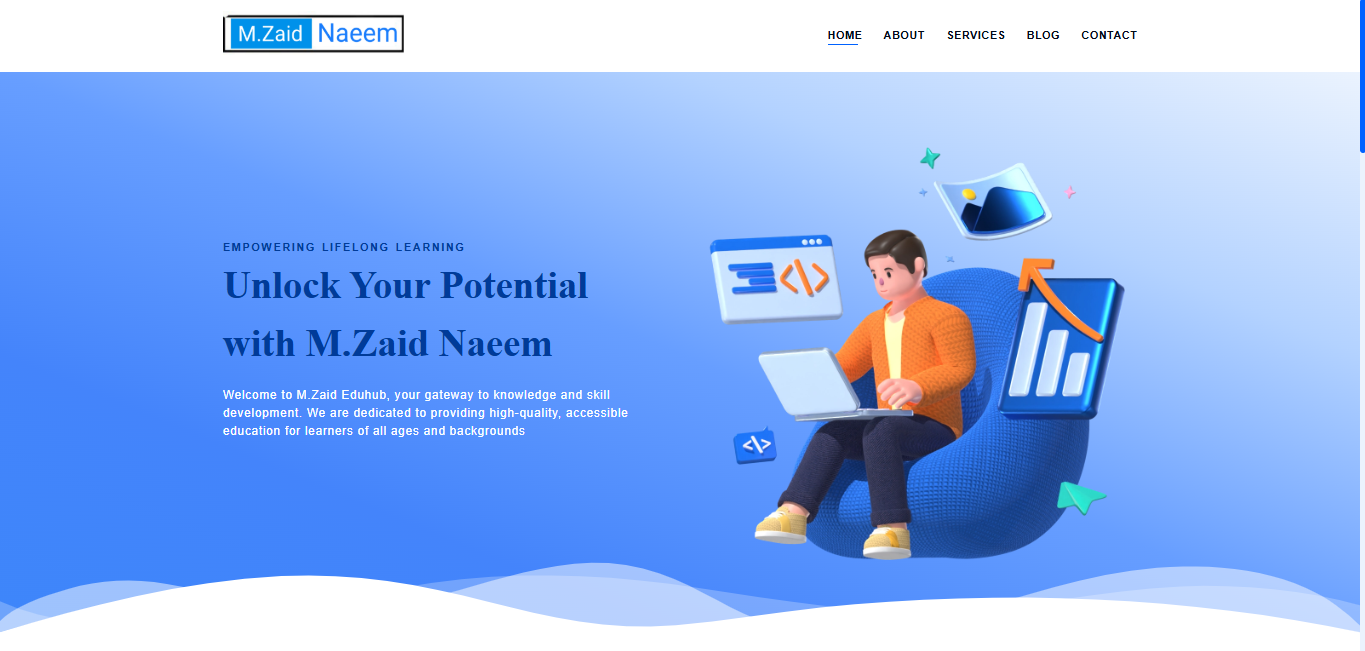 M.Zaid Naeem
HOME ABOUT SERVICES BLOG CONTACT
EMPOWERING LIFELONG LEARNING
Unlock Your Potential
with M.Zaid Naeem
Welcome to M.Zaid Eduhub, your gateway to knowledge and skill
development. We are dedicated to providing high-quality, accessible
education for learners of all ages and backgrounds